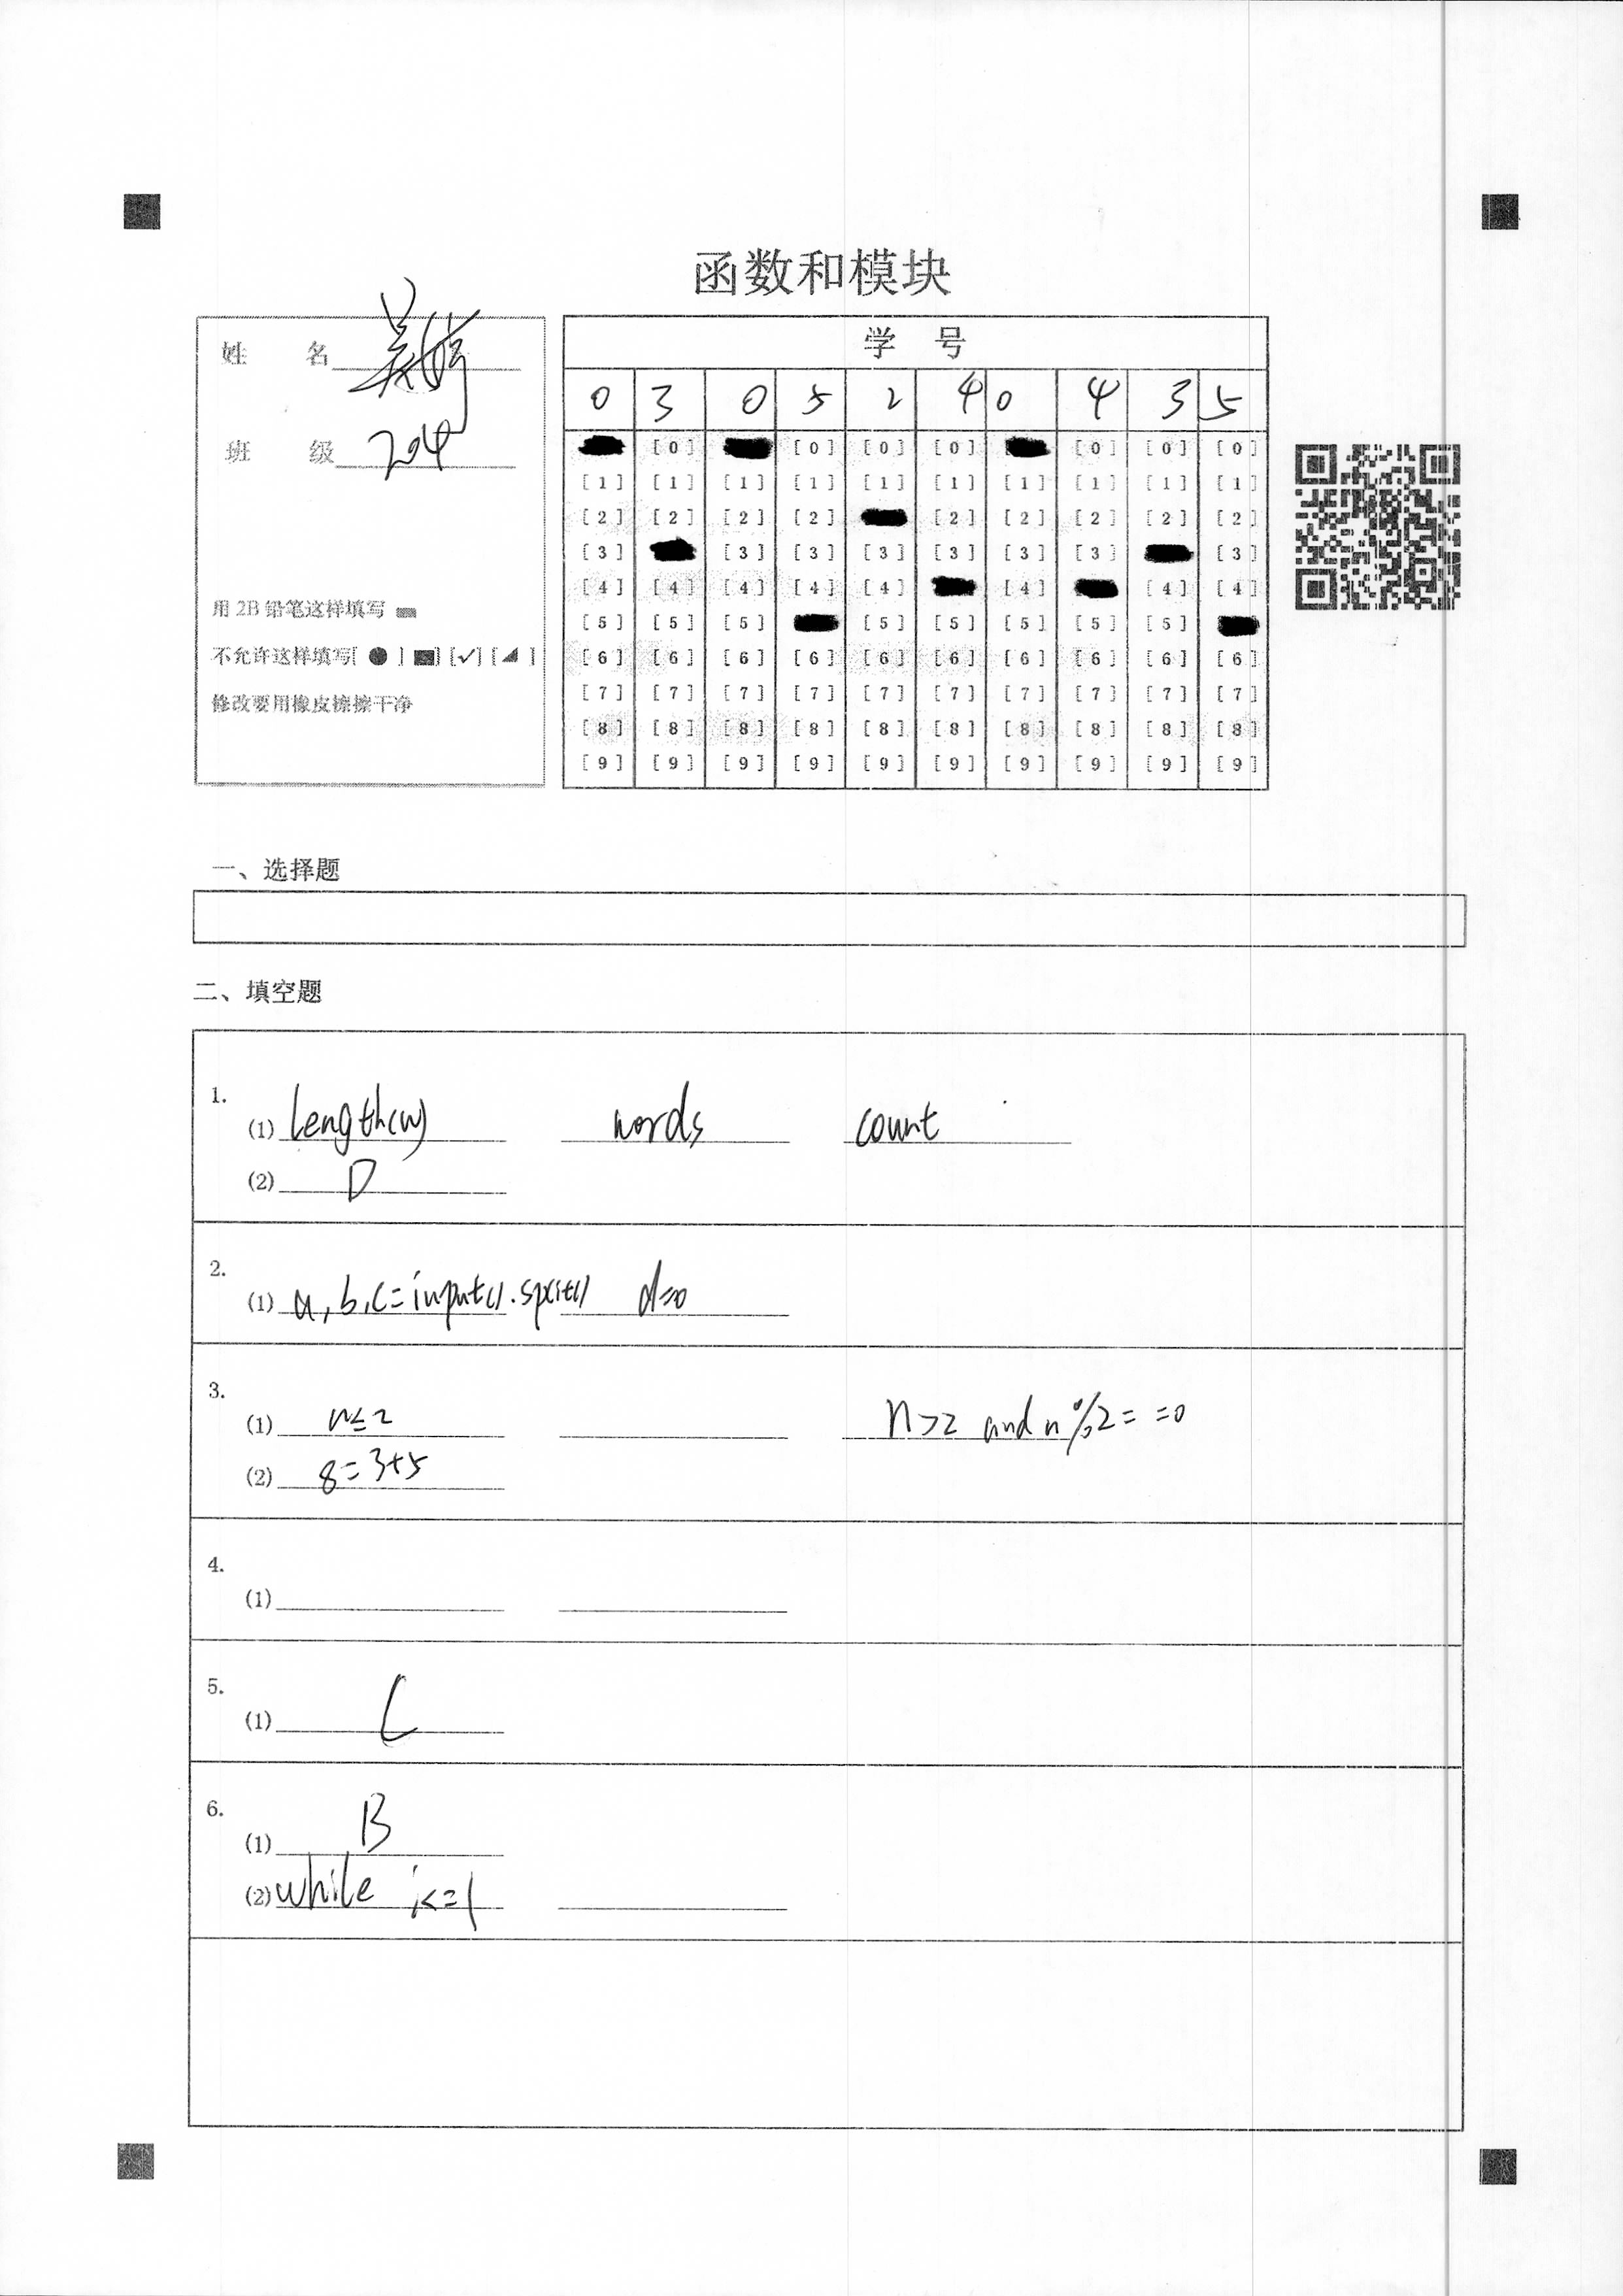 函数和模块
姓 名
班 级 204
用 2B 铅笔这样填写
不允许这样填写[ ● ] [■] [✓] [◢ ]
修改要用橡皮擦擦干净
学 号
0 3 0 5 2 4 0 4 3 5
[0] [0] [0] [0] [0] [0] [0]
[1] [1] [1] [1] [1] [1] [1] [1] [1] [1]
[2] [2] [2] [2] [2] [2] [2] [2] [2]
[3] [3] [3] [3] [3] [3] [3] [3]
[4] [4] [4] [4] [4] [4] [4] [4]
[5] [5] [5] [5] [5] [5] [5] [5]
[6] [6] [6] [6] [6] [6] [6] [6] [6] [6]
[7] [7] [7] [7] [7] [7] [7] [7] [7] [7]
[8] [8] [8] [8] [8] [8] [8] [8] [8] [8]
[9] [9] [9] [9] [9] [9] [9] [9] [9] [9]
一、选择题
二、填空题
1.
(1) length(w) words count
(2) D
2.
(1) a,b,c=input().split() d=0
3.
(1) n≤2 n>2 and n%2==0
(2) 8=3+5
4.
(1)
5.
(1) C
6.
(1) B
(2) while i<=1